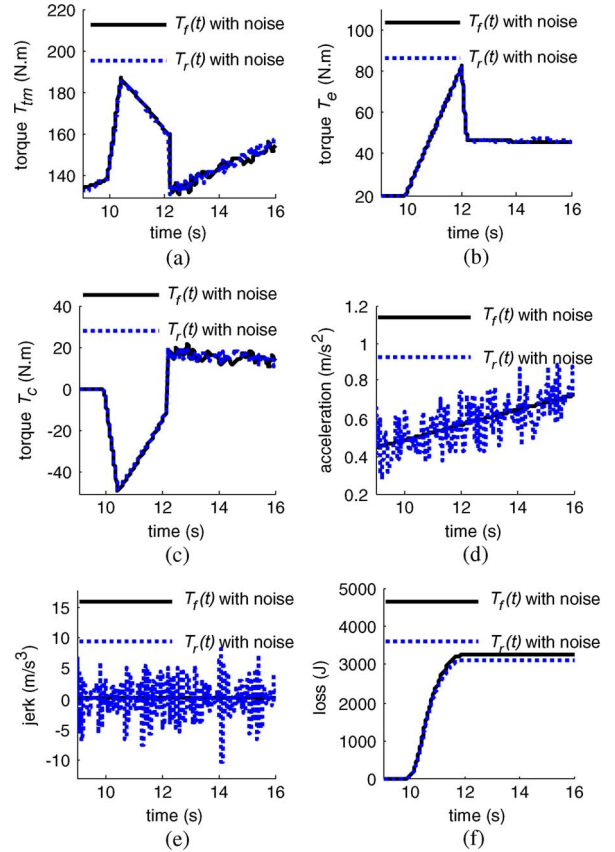 220
200
180
160
140
torque T_tm (N.m)
T_f(t) with noise
T_r(t) with noise
10 12 14 16
time (s)
(a)
100
80
60
40
20
torque T_e (N.m)
T_f(t) with noise
T_r(t) with noise
10 12 14 16
time (s)
(b)
40
20
0
-20
-40
torque T_c (N.m)
T_f(t) with noise
T_r(t) with noise
10 12 14 16
time (s)
(c)
1.2
1
0.8
0.6
0.4
0.2
acceleration (m/s²)
T_f(t) with noise
T_r(t) with noise
10 12 14 16
time (s)
(d)
15
10
5
0
-5
-10
jerk (m/s³)
T_f(t) with noise
T_r(t) with noise
10 12 14 16
time (s)
(e)
5000
4000
3000
2000
1000
0
loss (J)
T_f(t) with noise
T_r(t) with noise
10 12 14 16
time (s)
(f)